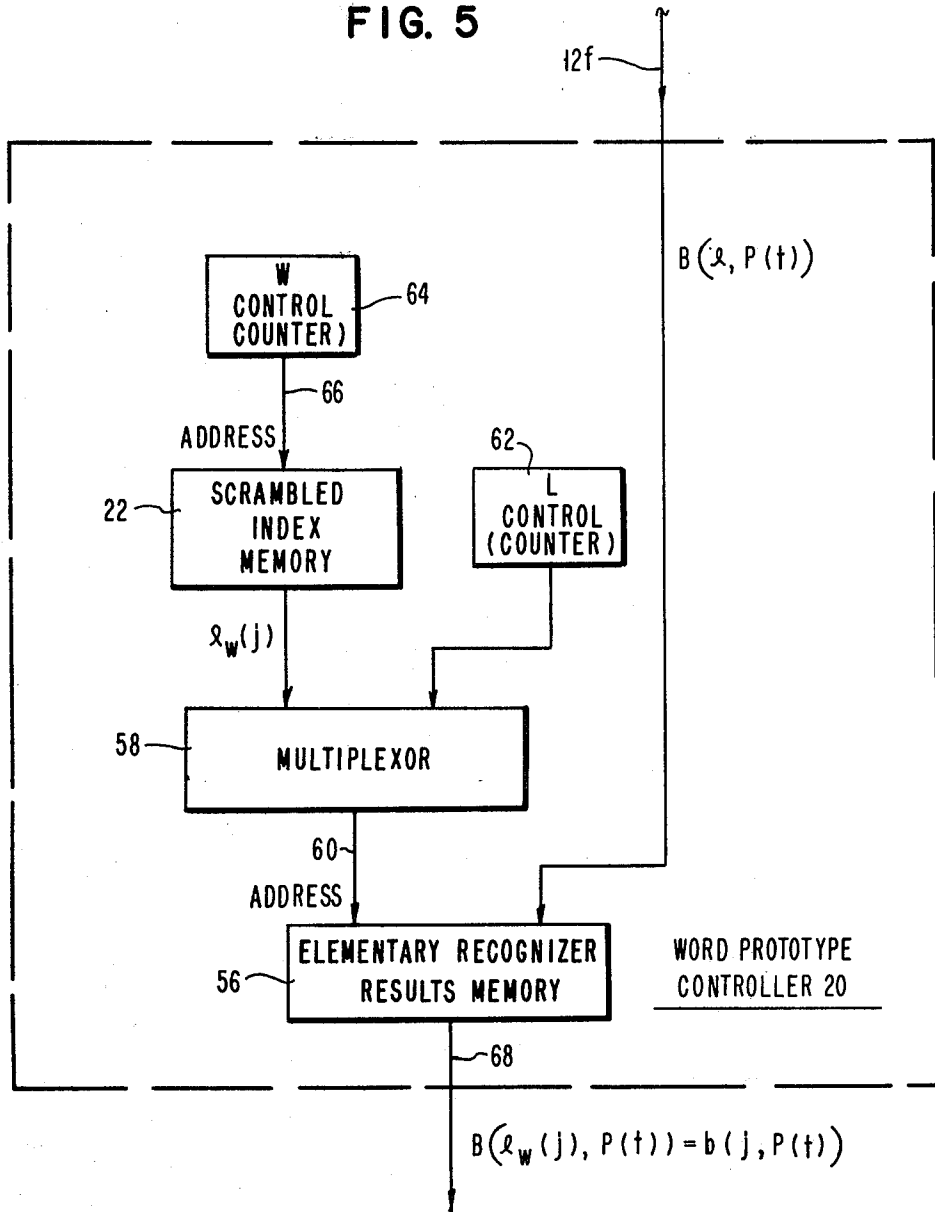 FIG. 5
12f
B(ℓ, P(t))
W
CONTROL
COUNTER)
64
66
ADDRESS
62
22
SCRAMBLED
INDEX
MEMORY
L
CONTROL
(COUNTER)
ℓw(j)
58
MULTIPLEXOR
60
ADDRESS
ELEMENTARY RECOGNIZER
RESULTS MEMORY
56
WORD PROTOTYPE
CONTROLLER 20
68
B(ℓw(j), P(t)) = b(j, P(t))